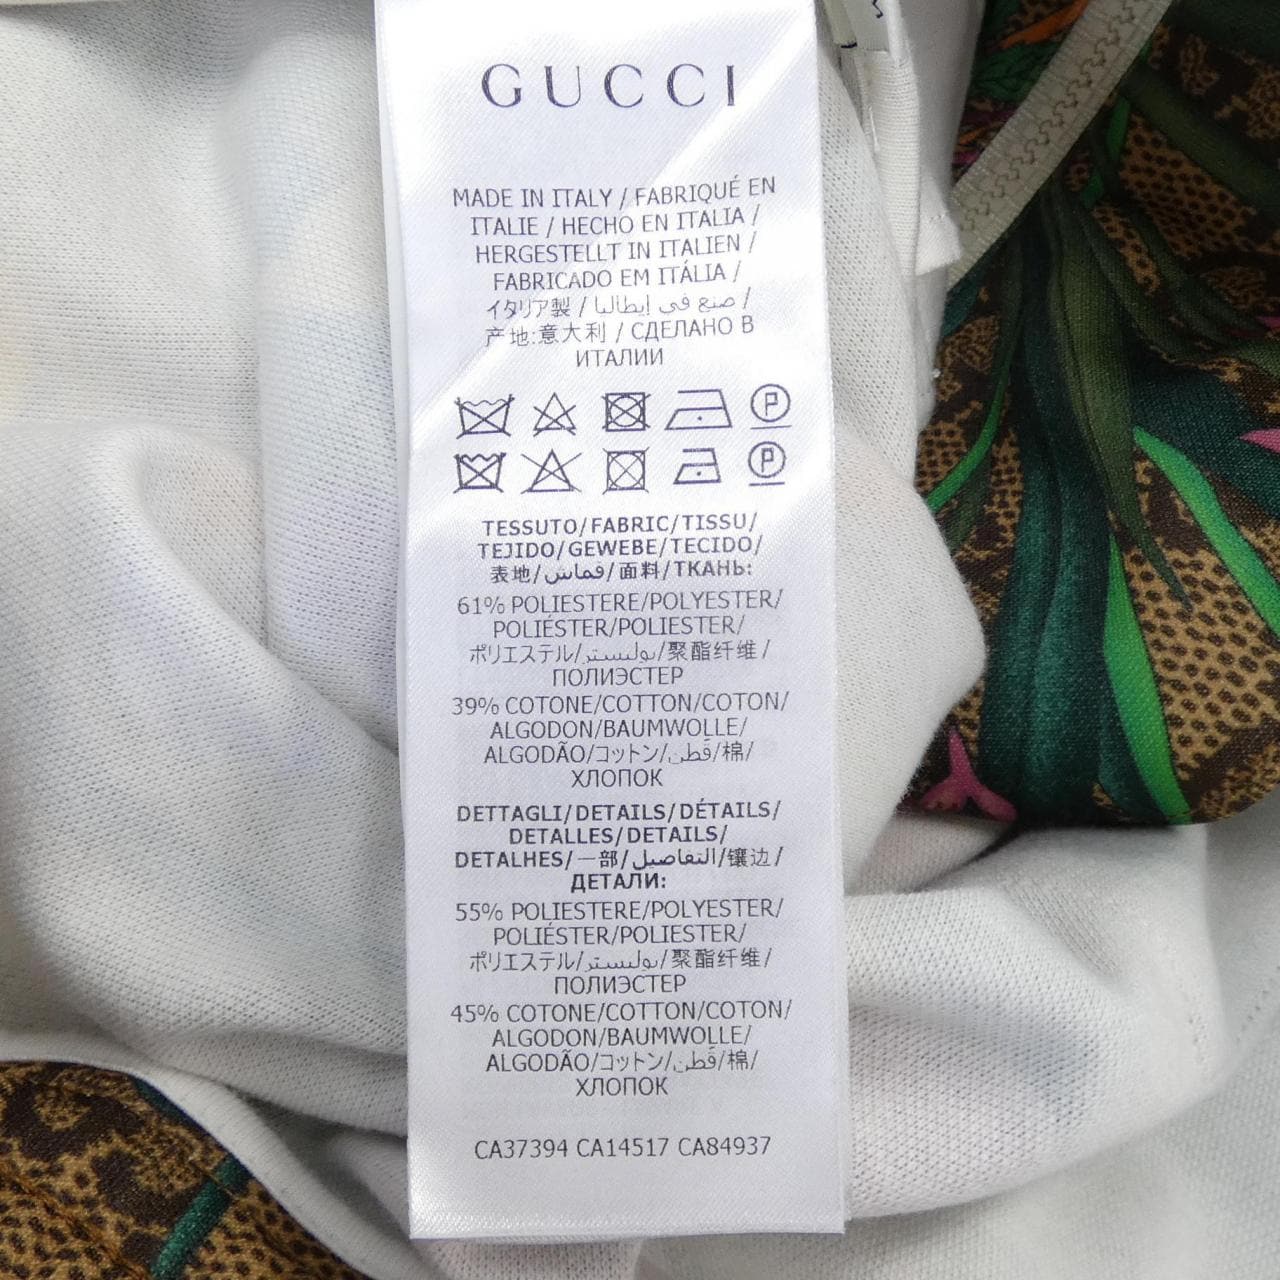 GUCCI
MADE IN ITALY / FABRIQUÉ EN
ITALIE / HECHO EN ITALIA /
HERGESTELLT IN ITALIEN /
FABRICADO EM ITÁLIA /
イタリア製 / صنع في إيطاليا /
产地:意大利 / СДЕЛАНО В
ИТАЛИИ
P
P
TESSUTO/FABRIC/TISSU/
TEJIDO/GEWEBE/TECIDO/
表地/قماش/面料/ТКАНЬ:
61% POLIESTERE/POLYESTER/
POLIÉSTER/POLIESTER/
ポリエステル/بوليستر/聚酯纤维/
ПОЛИЭСТЕР
39% COTONE/COTTON/COTON/
ALGODON/BAUMWOLLE/
ALGODÃO/コットン/قطن/棉/
ХЛОПОК
DETTAGLI/DETAILS/DÉTAILS/
DETALLES/DETAILS/
DETALHES/一部/التفاصيل/镶边/
ДЕТАЛИ:
55% POLIESTERE/POLYESTER/
POLIÉSTER/POLIESTER/
ポリエステル/بوليستر/聚酯纤维/
ПОЛИЭСТЕР
45% COTONE/COTTON/COTON/
ALGODON/BAUMWOLLE/
ALGODÃO/コットン/قطن/棉/
ХЛОПОК
CA37394 CA14517 CA84937